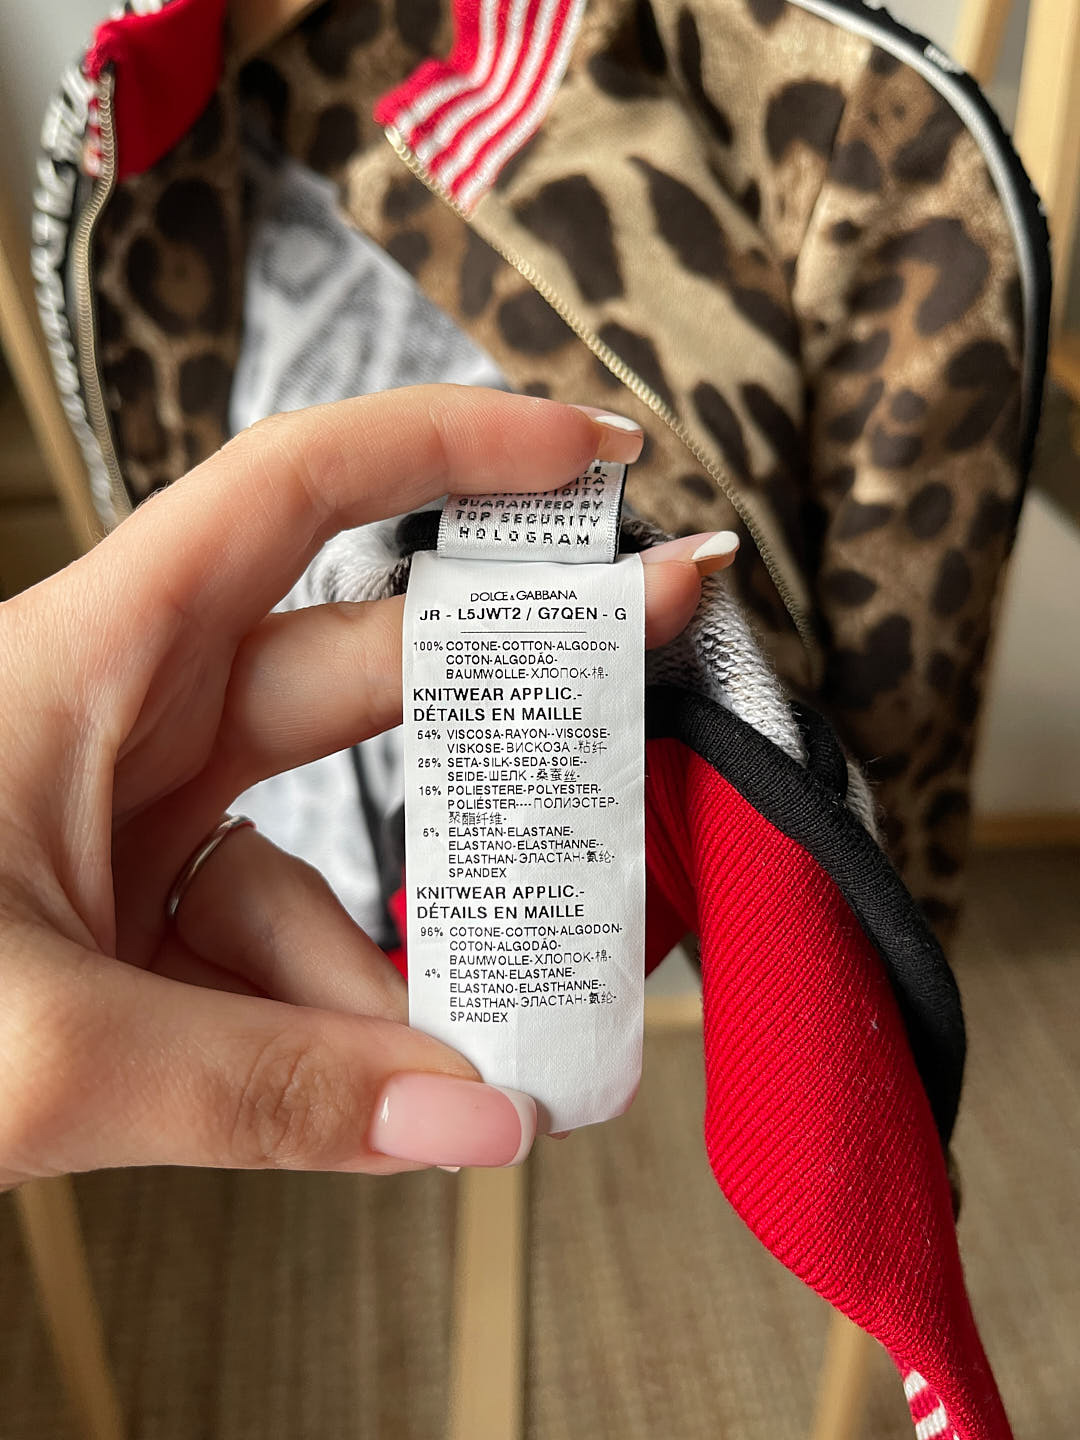 GUARANTEED BY
TOP SECURITY
HOLOGRAM
DOLCE & GABBANA
JR - L5JWT2 / G7QEN - G
100% COTONE-COTTON-ALGODON-
COTON-ALGODÃO-
BAUMWOLLE-ХЛОПОК-棉-
KNITWEAR APPLIC.-
DÉTAILS EN MAILLE
54% VISCOSA-RAYON--VISCOSE-
VISKOSE-ВИСКОЗА -粘纤-
25% SETA-SILK-SEDA-SOIE--
SEIDE-ШЕЛК -桑蚕丝-
16% POLIESTERE-POLYESTER-
POLIÉSTER----ПОЛИЭСТЕР-
聚酯纤维-
5% ELASTAN-ELASTANE-
ELASTANO-ELASTHANNE--
ELASTHAN-ЭЛАСТАН-氨纶-
SPANDEX
KNITWEAR APPLIC.-
DÉTAILS EN MAILLE
96% COTONE-COTTON-ALGODON-
COTON-ALGODÃO-
BAUMWOLLE-ХЛОПОК-棉-
4% ELASTAN-ELASTANE-
ELASTANO-ELASTHANNE--
ELASTHAN-ЭЛАСТАН-氨纶-
SPANDEX